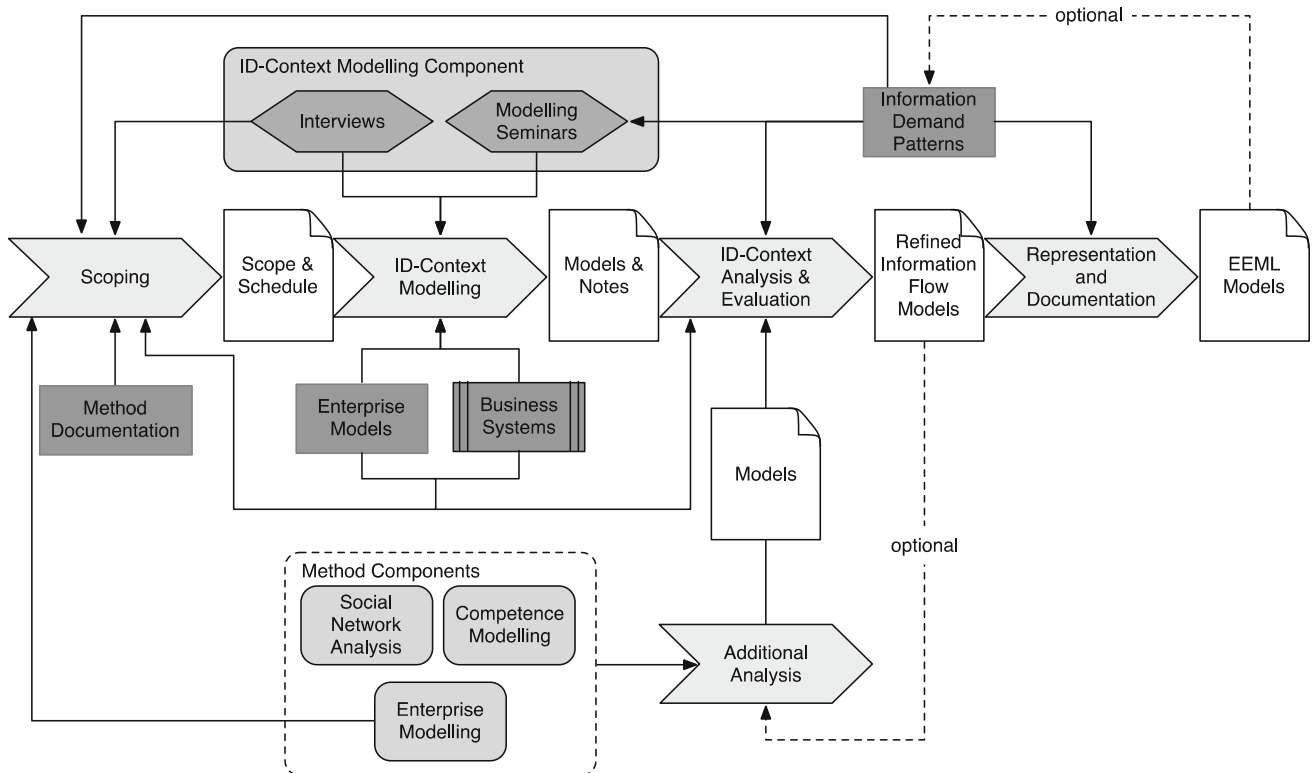 optional
ID-Context Modelling Component
Interviews
Modelling
Seminars
Information
Demand
Patterns
Scoping
Scope &
Schedule
ID-Context
Modelling
Models &
Notes
ID-Context
Analysis &
Evaluation
Refined
Information
Flow
Models
Representation
and
Documentation
EEML
Models
Method
Documentation
Enterprise
Models
Business
Systems
Models
optional
Method Components
Social
Network
Analysis
Competence
Modelling
Additional
Analysis
Enterprise
Modelling